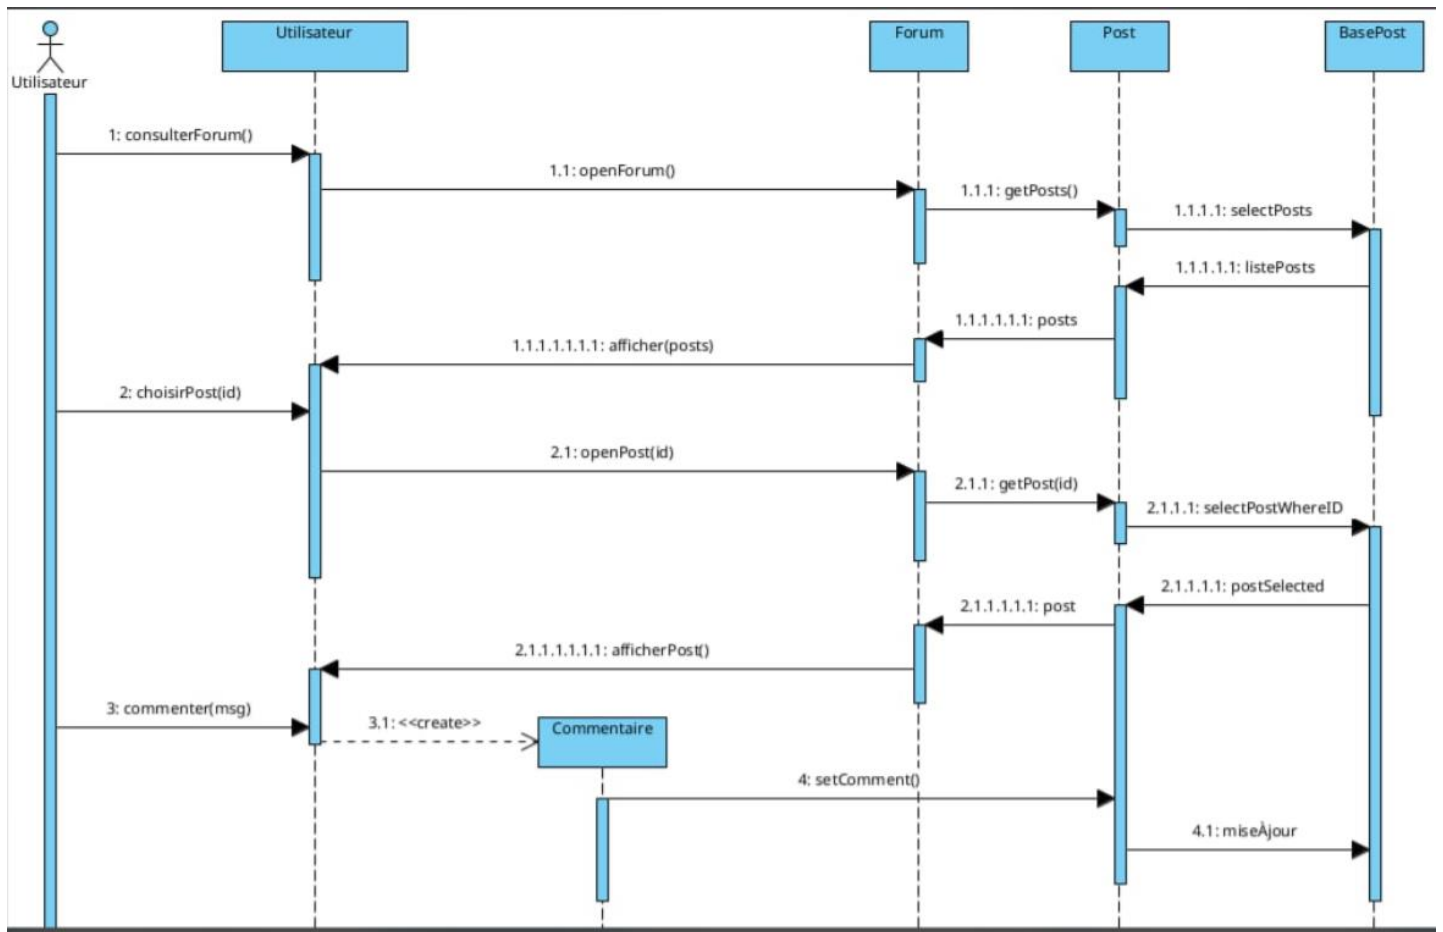 Utilisateur
Forum
Post
BasePost
Utilisateur
1: consulterForum()
1.1: openForum()
1.1.1: getPosts()
1.1.1.1: selectPosts
1.1.1.1.1: listePosts
1.1.1.1.1.1: posts
1.1.1.1.1.1.1: afficher(posts)
2: choisirPost(id)
2.1: openPost(id)
2.1.1: getPost(id)
2.1.1.1: selectPostWhereID
2.1.1.1.1: postSelected
2.1.1.1.1.1: post
2.1.1.1.1.1.1: afficherPost()
3: commenter(msg)
3.1: <<create>>
Commentaire
4: setComment()
4.1: miseÀjour